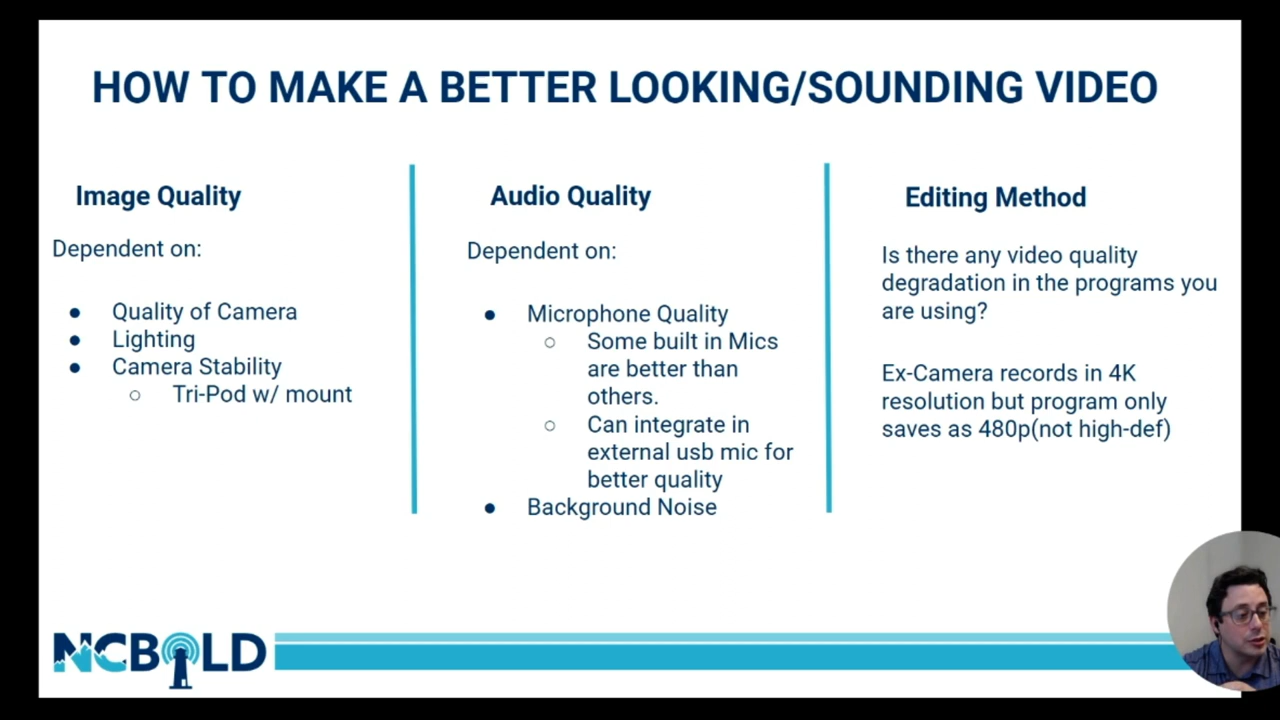 HOW TO MAKE A BETTER LOOKING/SOUNDING VIDEO
Image Quality
Dependent on:
● Quality of Camera
● Lighting
● Camera Stability
○ Tri-Pod w/ mount
Audio Quality
Dependent on:
● Microphone Quality
○ Some built in Mics
are better than
others.
○ Can integrate in
external usb mic for
better quality
● Background Noise
Editing Method
Is there any video quality
degradation in the programs you
are using?
Ex-Camera records in 4K
resolution but program only
saves as 480p(not high-def)
NCBOLD